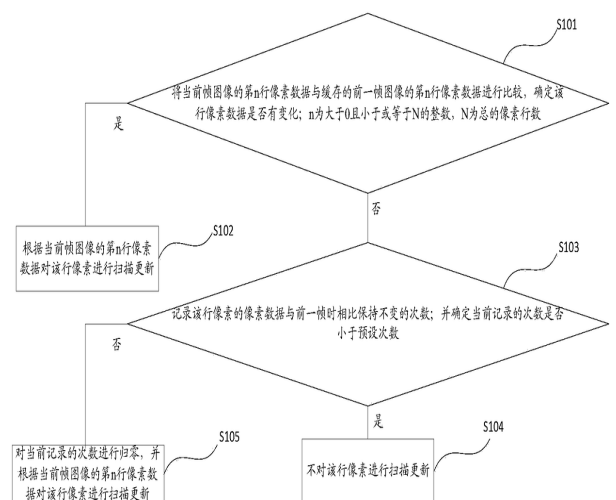 S101
将当前帧图像的第n行像素数据与缓存的前一帧图像的第n行像素数据进行比较，确定该
行像素数据是否有变化；n为大于0且小于或等于N的整数，N为总的像素行数
是
否
S102
根据当前帧图像的第n行像素
数据对该行像素进行扫描更新
S103
记录该行像素的像素数据与前一帧时相比保持不变的次数；并确定当前记录的次数是否
小于预设次数
否
是
S105
对当前记录的次数进行归零，并
根据当前帧图像的第n行像素数
据对该行像素进行扫描更新
S104
不对该行像素进行扫描更新